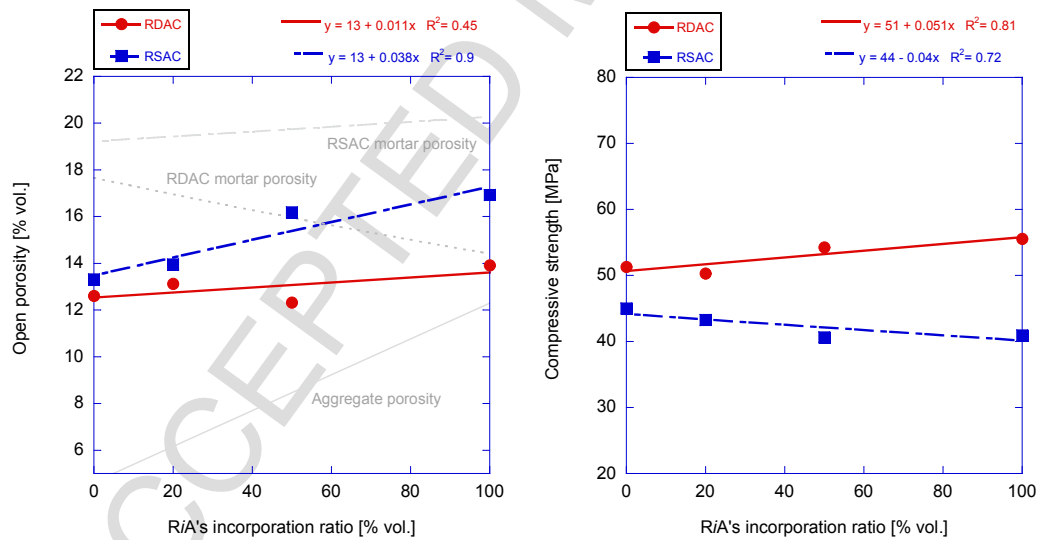 RDAC
y = 13 + 0.011x R²= 0.45
RSAC
y = 13 + 0.038x R²= 0.9
22
20
18
16
14
12
10
8
6
Open porosity [% vol.]
RSAC mortar porosity
RDAC mortar porosity
Aggregate porosity
0 20 40 60 80 100
RiA's incorporation ratio [% vol.]
RDAC
y = 51 + 0.051x R²= 0.81
RSAC
y = 44 - 0.04x R²= 0.72
80
70
60
50
40
30
20
Compressive strength [MPa]
0 20 40 60 80 100
RiA's incorporation ratio [% vol.]
CCEPTED M